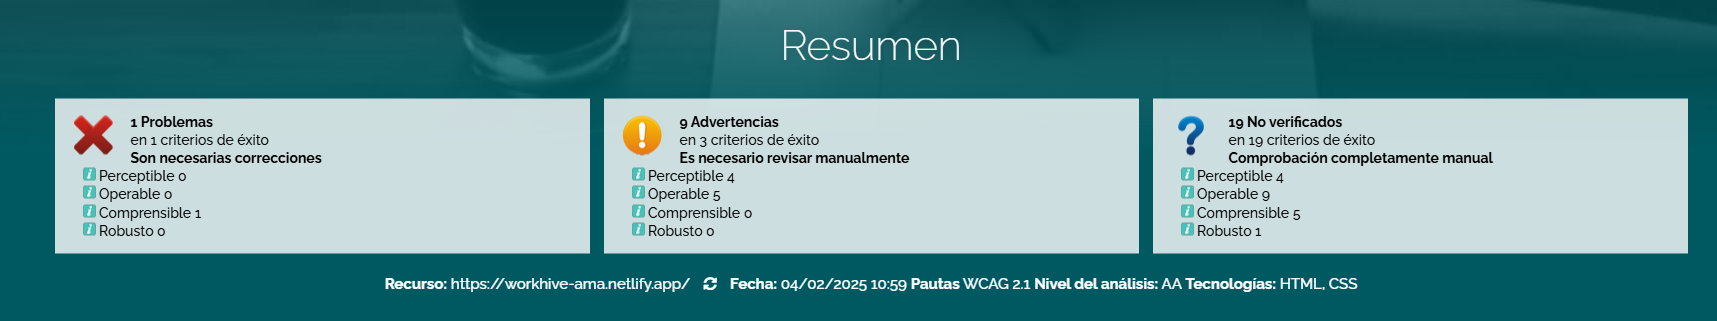 Resumen
1 Problemas
en 1 criterios de éxito
Son necesarias correcciones
Perceptible 0
Operable 0
Comprensible 1
Robusto 0
9 Advertencias
en 3 criterios de éxito
Es necesario revisar manualmente
Perceptible 4
Operable 5
Comprensible 0
Robusto 0
19 No verificados
en 19 criterios de éxito
Comprobación completamente manual
Perceptible 4
Operable 9
Comprensible 5
Robusto 1
Recurso: https://workhive-ama.netlify.app/ Fecha: 04/02/2025 10:59 Pautas WCAG 2.1 Nivel del análisis: AA Tecnologías: HTML, CSS